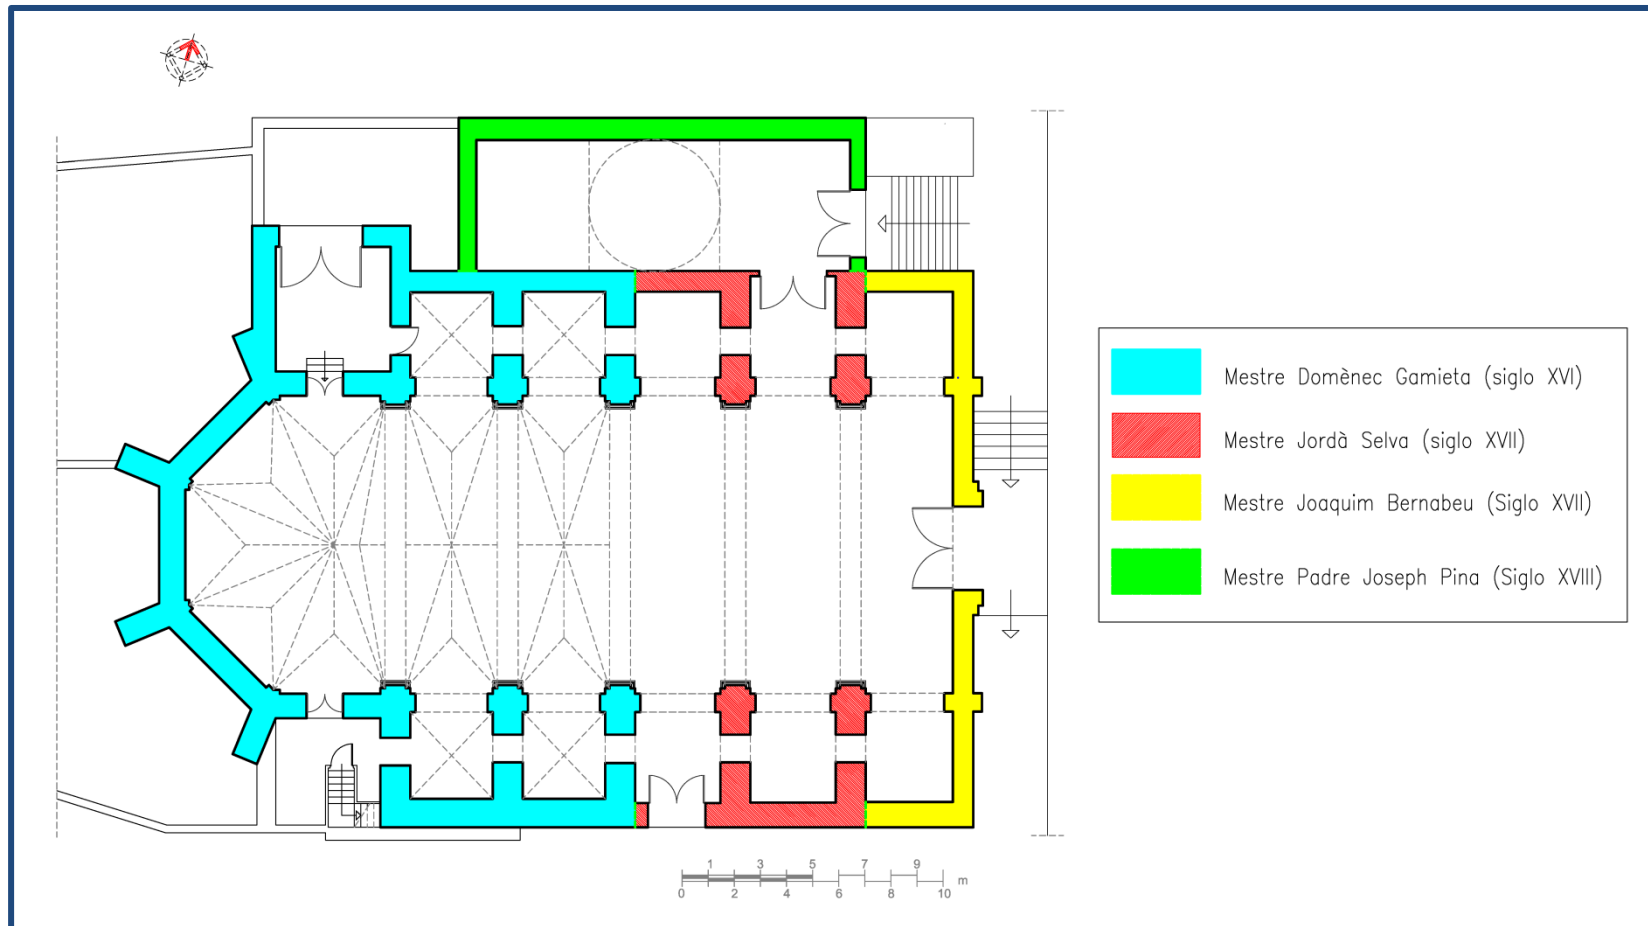 Mestre Domènec Gamieta (siglo XVI)
Mestre Jordà Selva (siglo XVII)
Mestre Joaquim Bernabeu (Siglo XVII)
Mestre Padre Joseph Pina (Siglo XVIII)
1 3 5 7 9
m
0 2 4 6 8 10